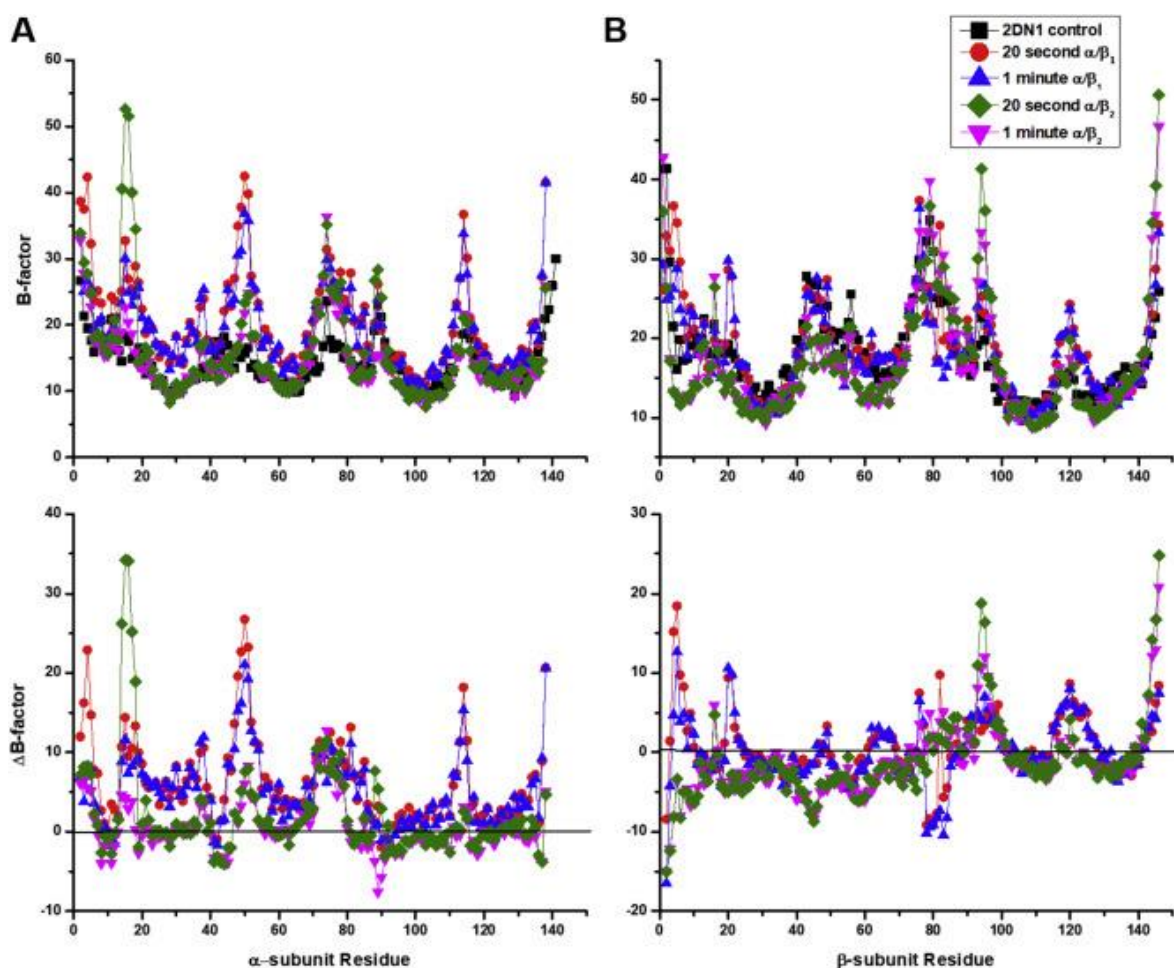 A
B
2DN1 control
20 second α/β₁
1 minute α/β₁
20 second α/β₂
1 minute α/β₂
60
50
40
30
20
10
0
B-factor
0 20 40 60 80 100 120 140
50
40
30
20
10
0 20 40 60 80 100 120 140
40
30
20
10
0
-10
ΔB-factor
0 20 40 60 80 100 120 140
α–subunit Residue
30
20
10
0
-10
-20
0 20 40 60 80 100 120 140
β-subunit Residue